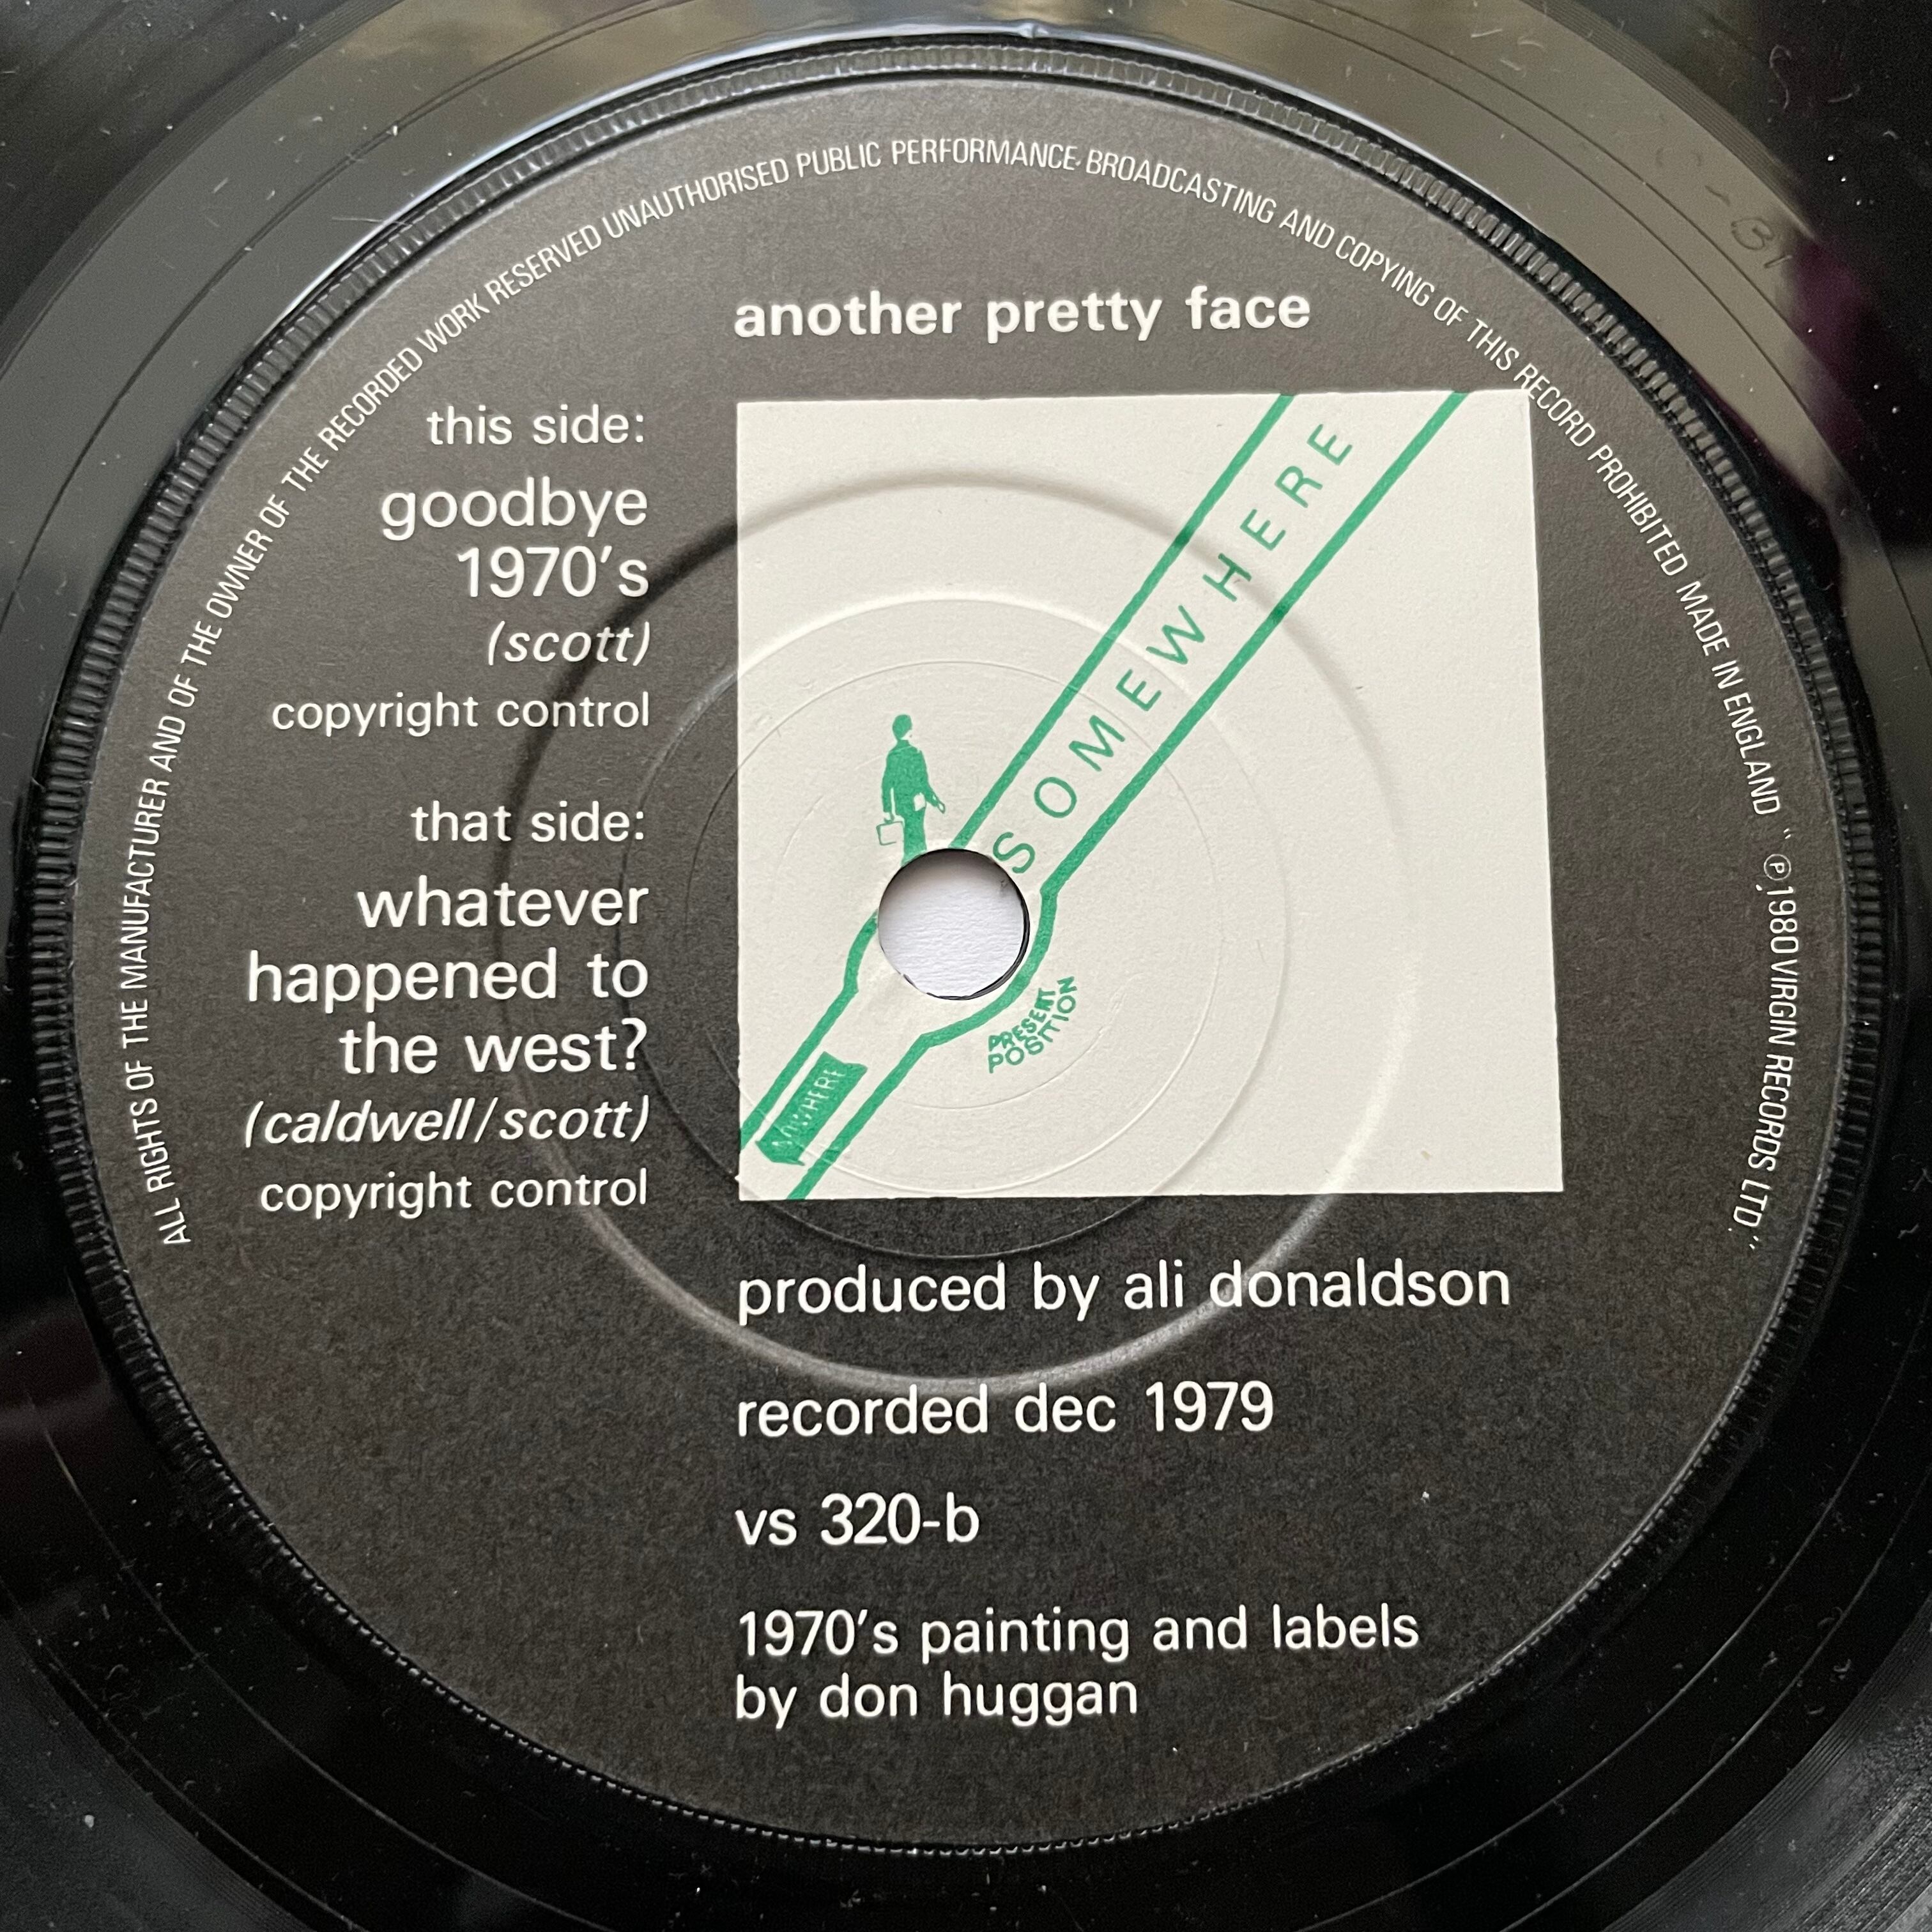 ALL RIGHTS OF THE MANUFACTURER AND OF THE OWNER OF THE RECORDED WORK RESERVED UNAUTHORISED PUBLIC PERFORMANCE BROADCASTING AND COPYING OF THIS RECORD PROHIBITED MADE IN ENGLAND " ℗1980 VIRGIN RECORDS LTD."
another pretty face
this side:
goodbye
1970's
(scott)
copyright control
that side:
whatever
happened to
the west?
(caldwell/scott)
copyright control
SOMEWHERE
PRESENT
POSITION
produced by ali donaldson
recorded dec 1979
vs 320-b
1970's painting and labels
by don huggan